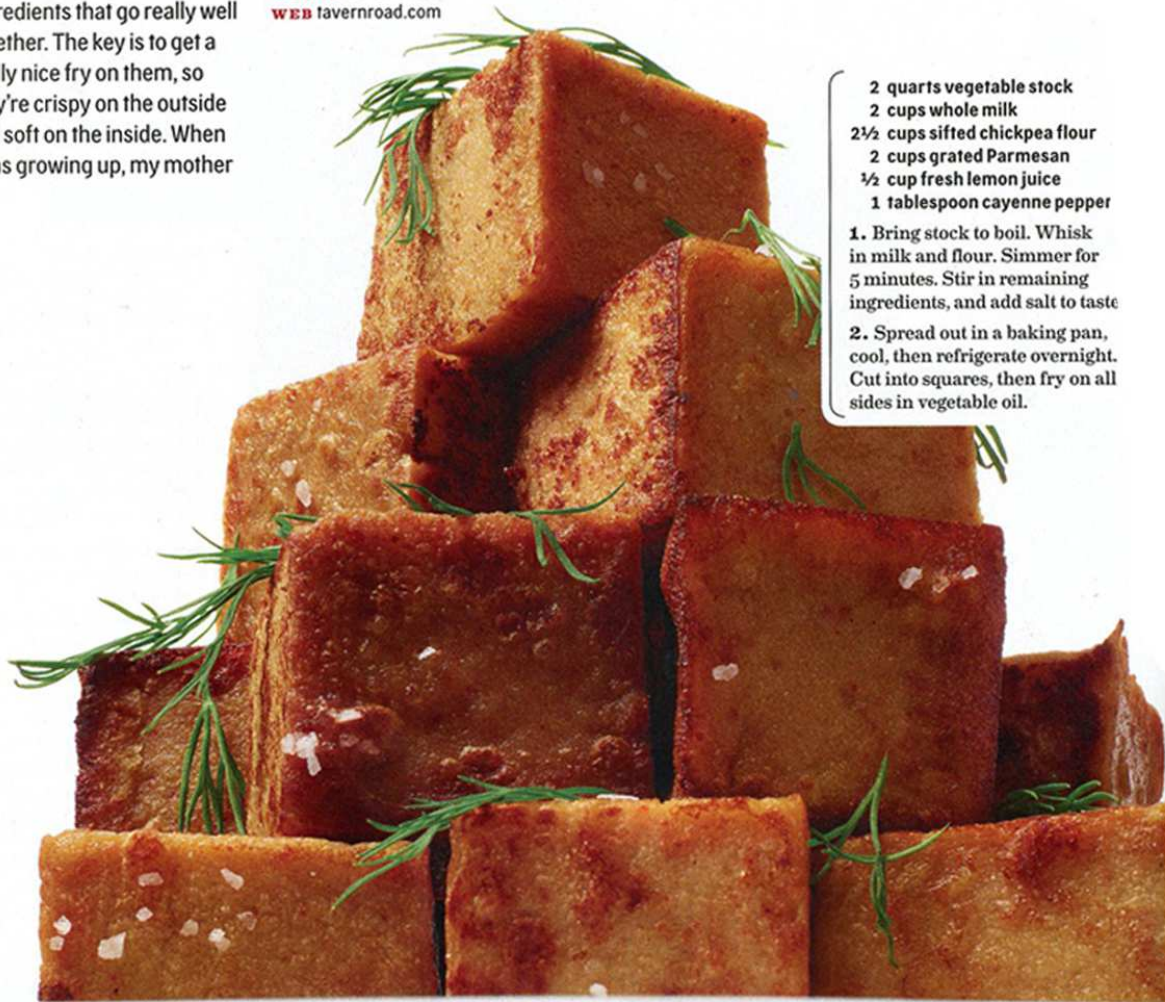 redients that go really well
ether. The key is to get a
lly nice fry on them, so
y're crispy on the outside
soft on the inside. When
as growing up, my mother
WEB tavernroad.com
2 quarts vegetable stock
2 cups whole milk
2½ cups sifted chickpea flour
2 cups grated Parmesan
½ cup fresh lemon juice
1 tablespoon cayenne pepper
1. Bring stock to boil. Whisk
in milk and flour. Simmer for
5 minutes. Stir in remaining
ingredients, and add salt to taste
2. Spread out in a baking pan,
cool, then refrigerate overnight.
Cut into squares, then fry on all
sides in vegetable oil.